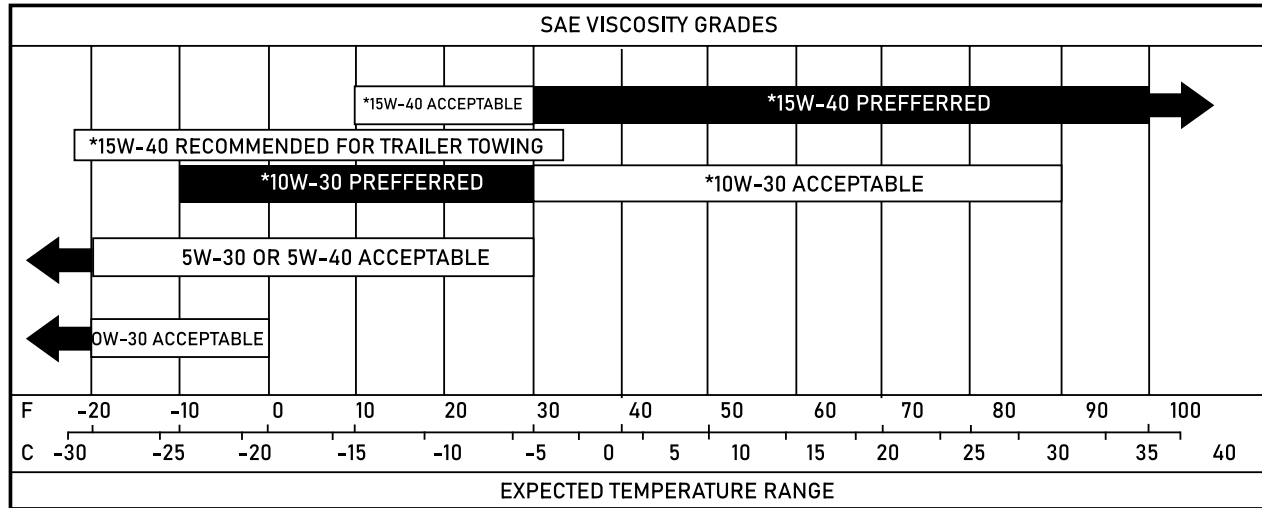 SAE VISCOSITY GRADES
*15W-40 ACCEPTABLE
*15W-40 PREFFERRED
*15W-40 RECOMMENDED FOR TRAILER TOWING
*10W-30 PREFFERRED
*10W-30 ACCEPTABLE
5W-30 OR 5W-40 ACCEPTABLE
0W-30 ACCEPTABLE
F -20 -10 0 10 20 30 40 50 60 70 80 90 100
C -30 -25 -20 -15 -10 -5 0 5 10 15 20 25 30 35 40
EXPECTED TEMPERATURE RANGE